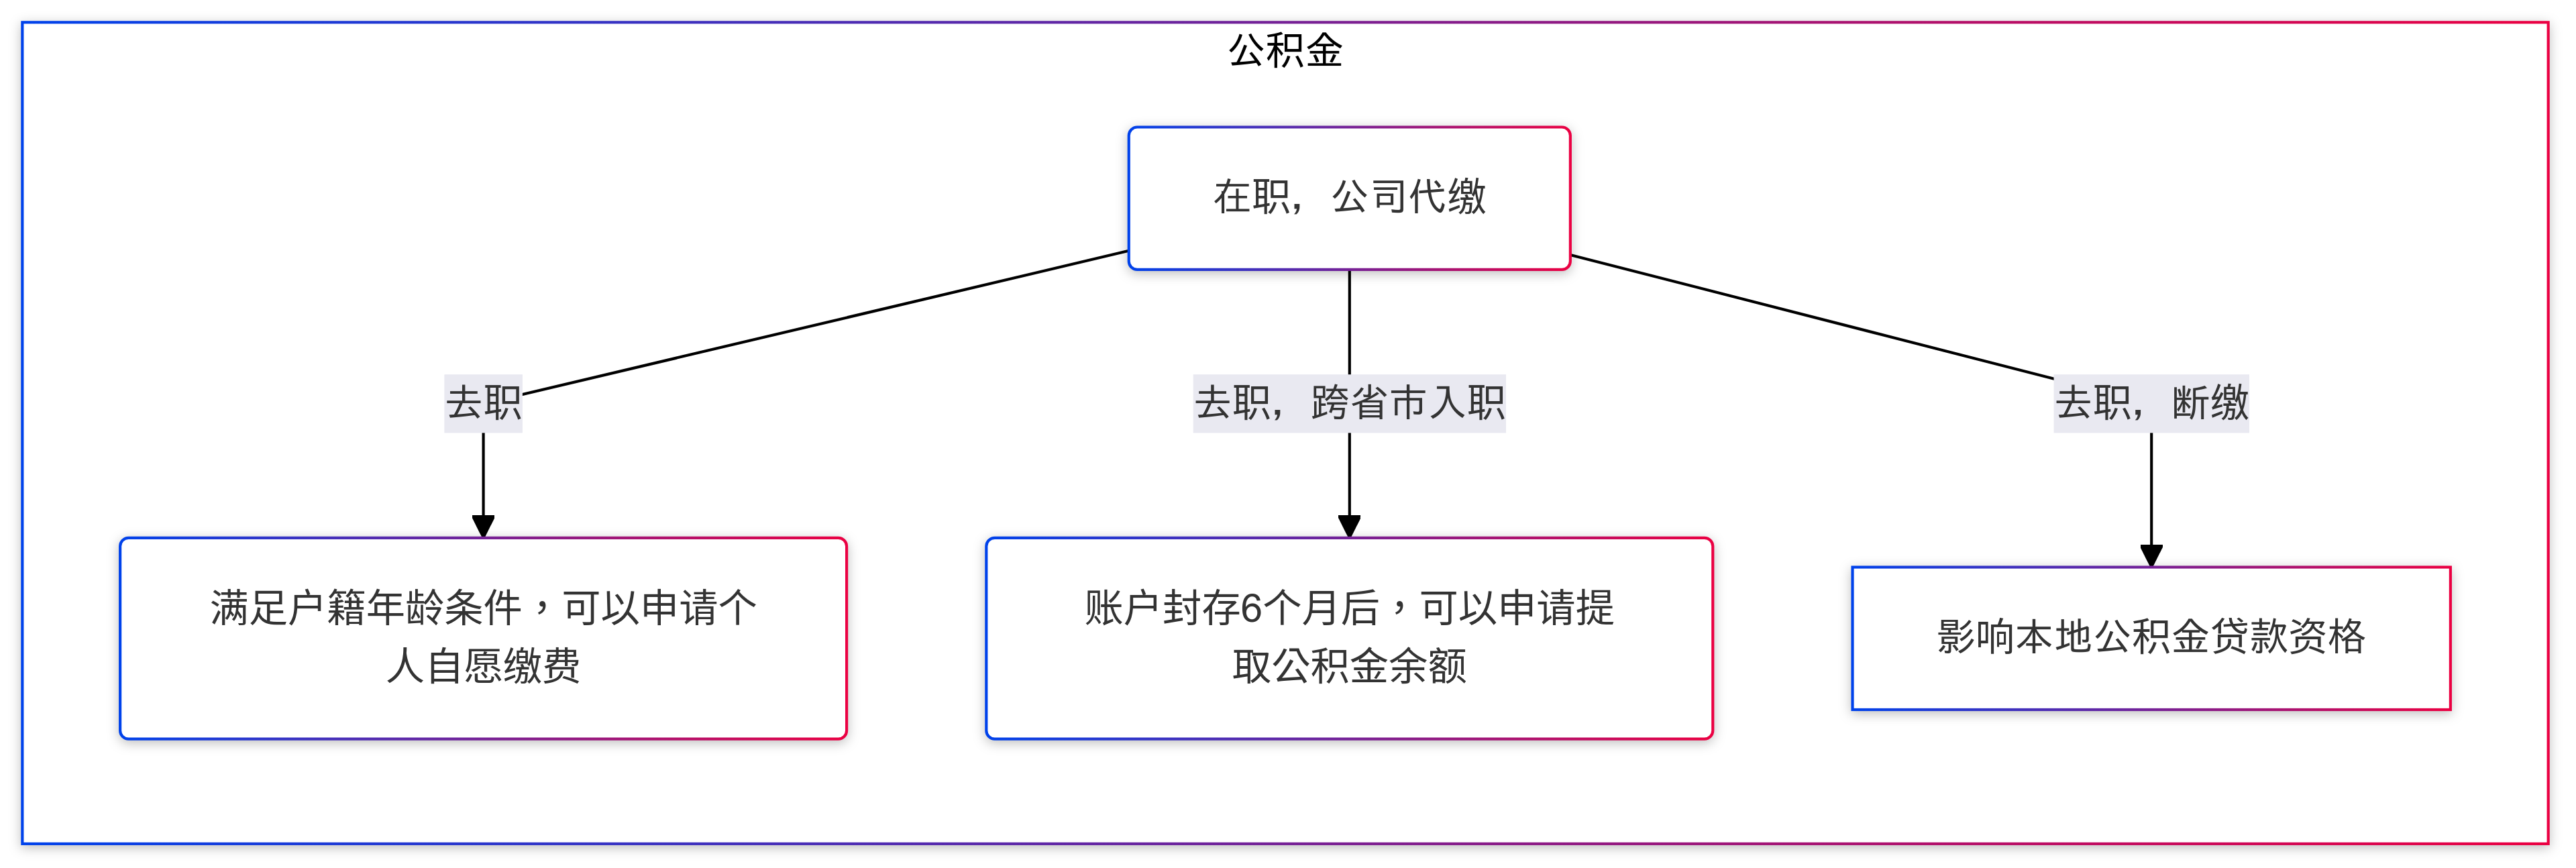 公积金
在职，公司代缴
去职
去职，跨省市入职
去职，断缴
满足户籍年龄条件，可以申请个
人自愿缴费
账户封存6个月后，可以申请提
取公积金余额
影响本地公积金贷款资格